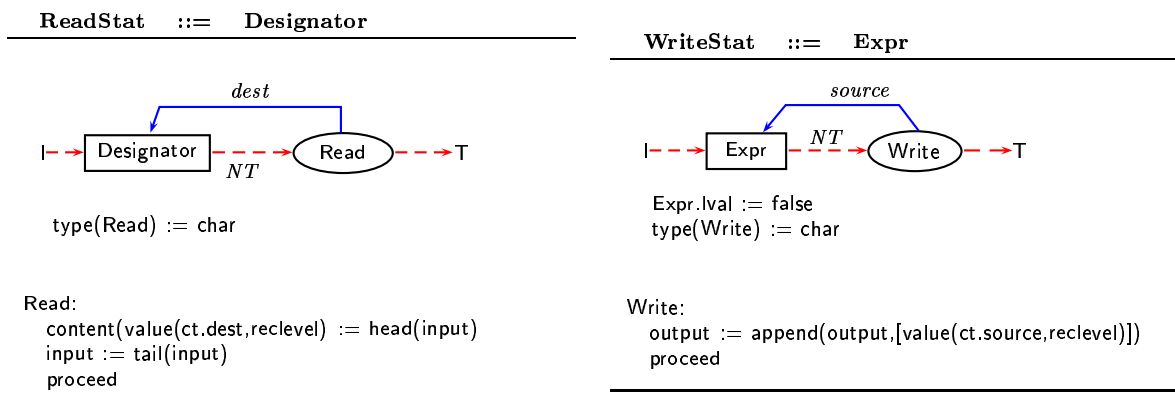 ReadStat ::= Designator
dest
I Designator Read T
NT
type(Read) := char
Read:
content(value(ct.dest,reclevel) := head(input)
input := tail(input)
proceed
WriteStat ::= Expr
source
NT
I Expr Write T
Expr.lval := false
type(Write) := char
Write:
output := append(output,[value(ct.source,reclevel)])
proceed